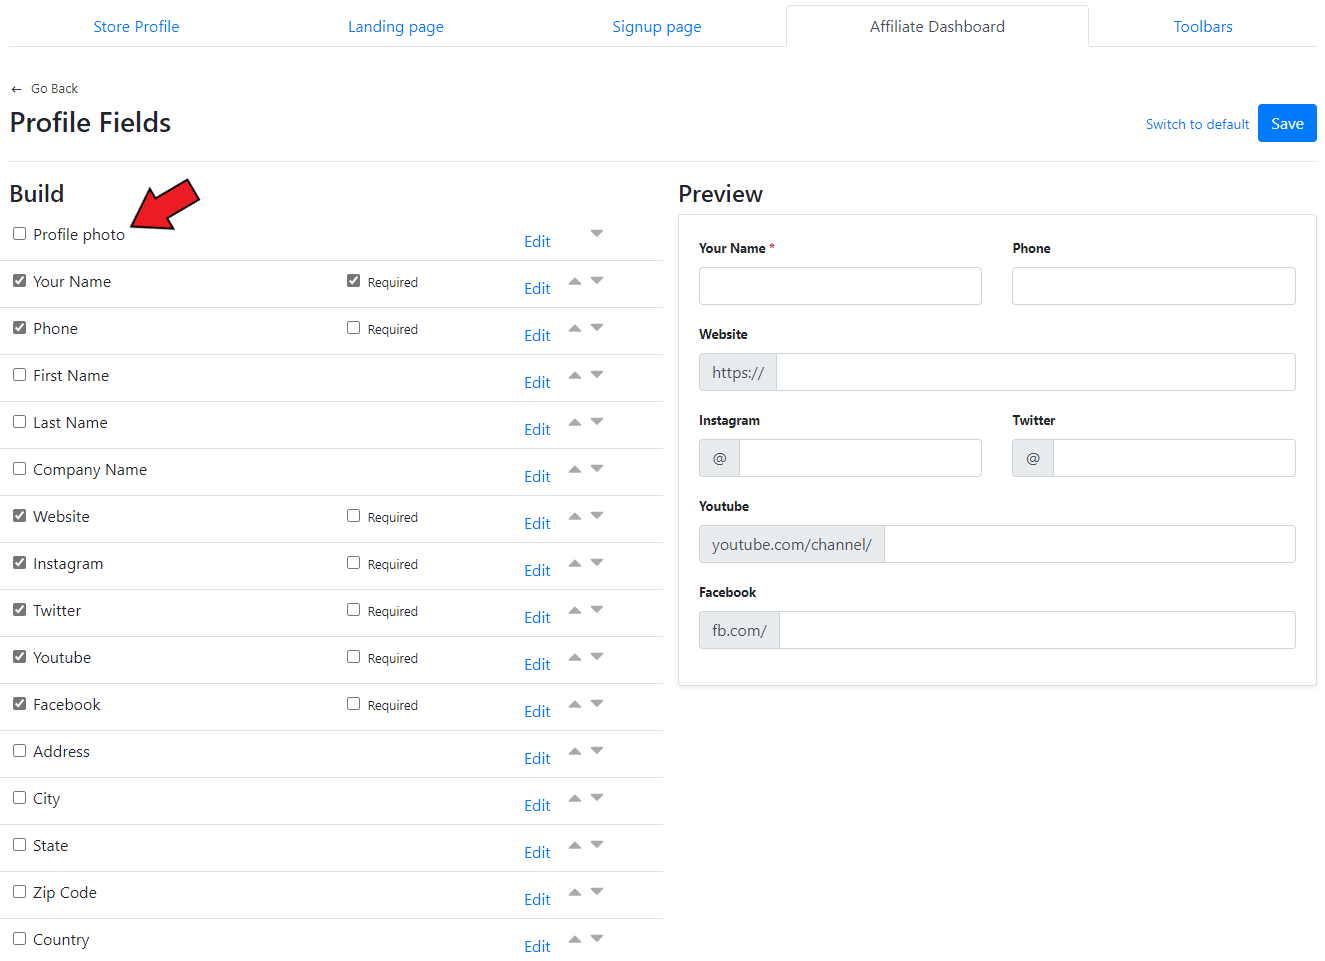 Store Profile Landing page Signup page Affiliate Dashboard Toolbars
← Go Back
Profile Fields
Switch to default Save
Build
Profile photo Edit
Your Name Required Edit
Phone Required Edit
First Name Edit
Last Name Edit
Company Name Edit
Website Required Edit
Instagram Required Edit
Twitter Required Edit
Youtube Required Edit
Facebook Required Edit
Address Edit
City Edit
State Edit
Zip Code Edit
Country Edit
Preview
Your Name * Phone
Website
https://
Instagram Twitter
@ @
Youtube
youtube.com/channel/
Facebook
fb.com/